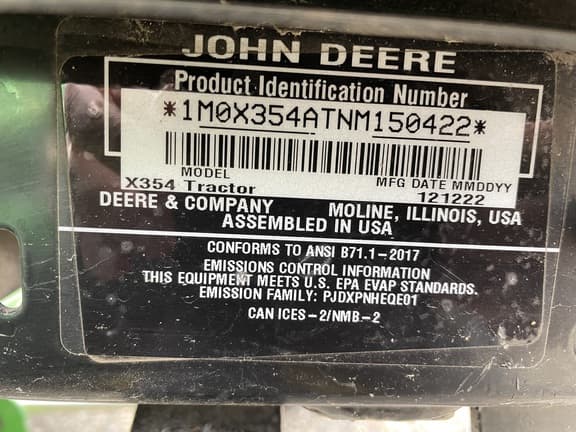 JOHN DEERE
Product Identification Number
*1M0X354ATNM150422*
MODEL MFG DATE MMDDYY
X354 Tractor 121222
DEERE & COMPANY MOLINE, ILLINOIS, USA
ASSEMBLED IN USA
CONFORMS TO ANSI B71.1-2017
EMISSIONS CONTROL INFORMATION
THIS EQUIPMENT MEETS U.S. EPA EVAP STANDARDS.
EMISSION FAMILY: PJDXPNHEQE01
CAN ICES-2/NMB-2